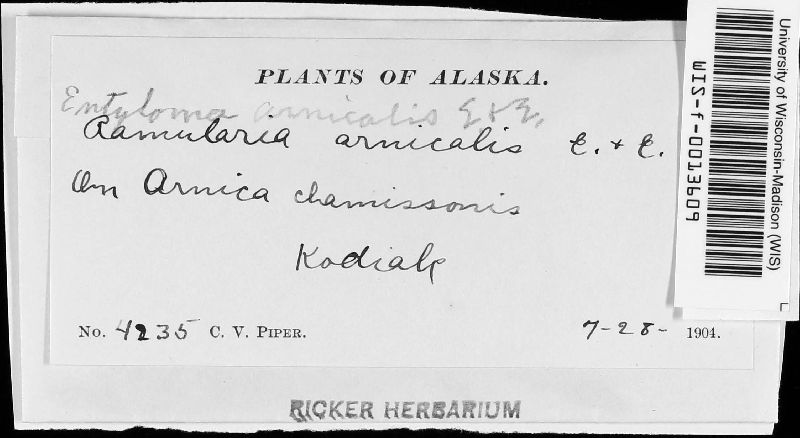 PLANTS OF ALASKA.
Entyloma arnicalis E & E.
Ramularia arnicalis E. & E.
On Arnica chamissonis
Kodiak
No. 4235 C. V. PIPER. 7-28- 1904.
RICKER HERBARIUM
University of Wisconsin-Madison (WIS)
WIS-f-0013609